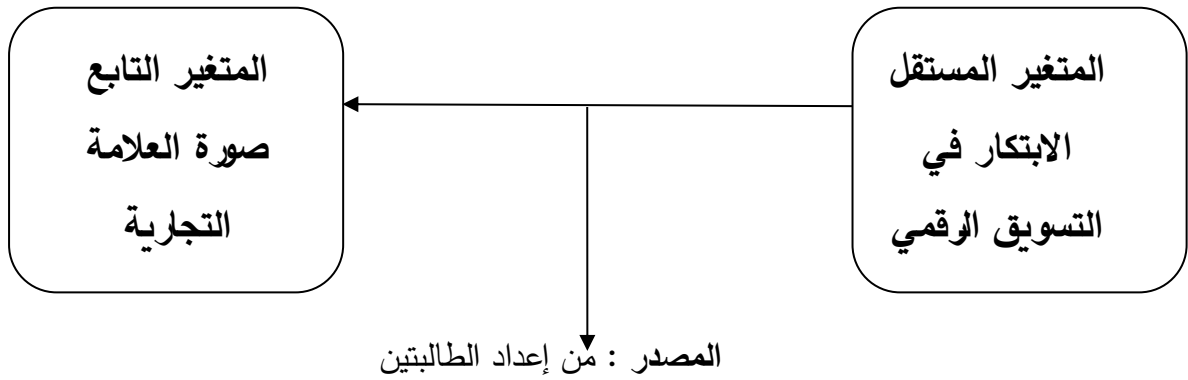 المتغير المستقل
الابتكار في
التسويق الرقمي
المتغير التابع
صورة العلامة
التجارية
المصدر : من إعداد الطالبتين